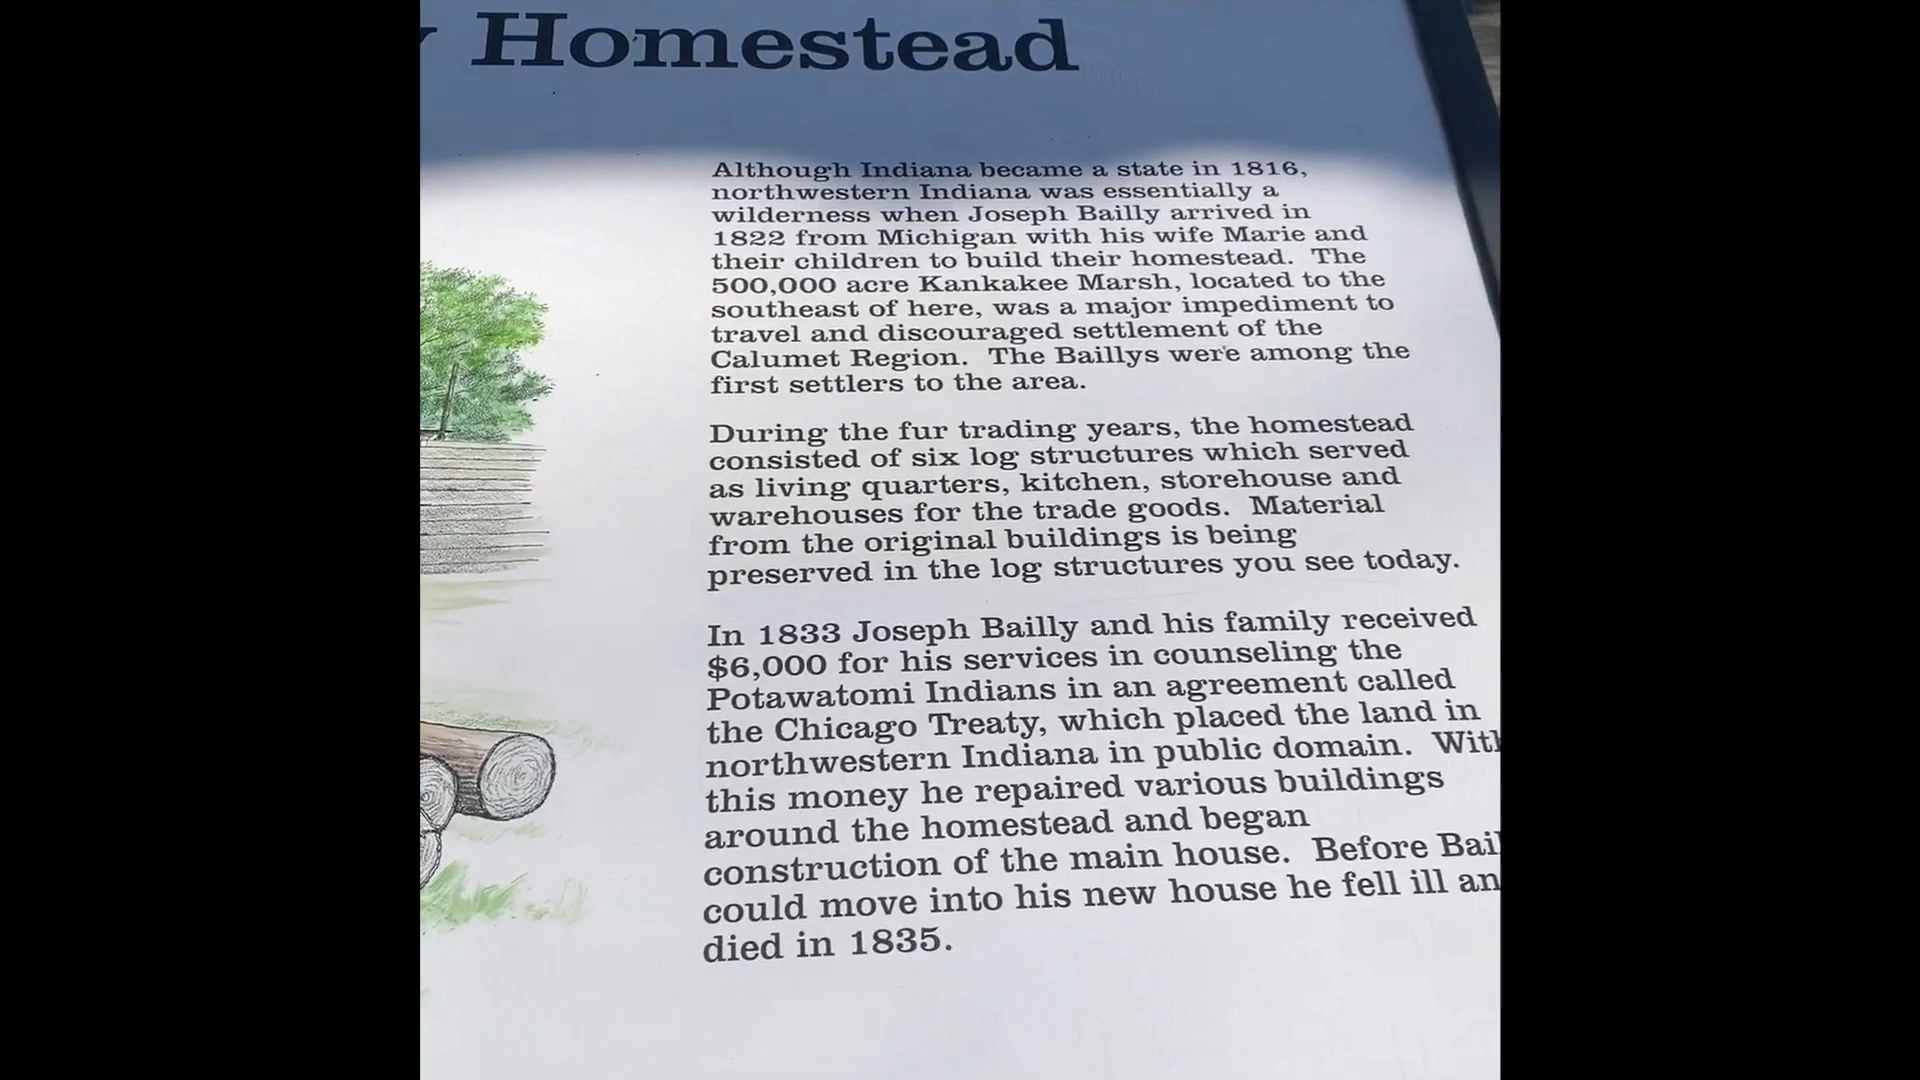 Homestead
Although Indiana became a state in 1816,
northwestern Indiana was essentially a
wilderness when Joseph Bailly arrived in
1822 from Michigan with his wife Marie and
their children to build their homestead. The
500,000 acre Kankakee Marsh, located to the
southeast of here, was a major impediment to
travel and discouraged settlement of the
Calumet Region. The Baillys were among the
first settlers to the area.
During the fur trading years, the homestead
consisted of six log structures which served
as living quarters, kitchen, storehouse and
warehouses for the trade goods. Material
from the original buildings is being
preserved in the log structures you see today.
In 1833 Joseph Bailly and his family received
$6,000 for his services in counseling the
Potawatomi Indians in an agreement called
the Chicago Treaty, which placed the land in
northwestern Indiana in public domain.
this money he repaired various buildings
around the homestead and began
construction of the main house. Before
could move into his new house he fell ill
died in 1835.